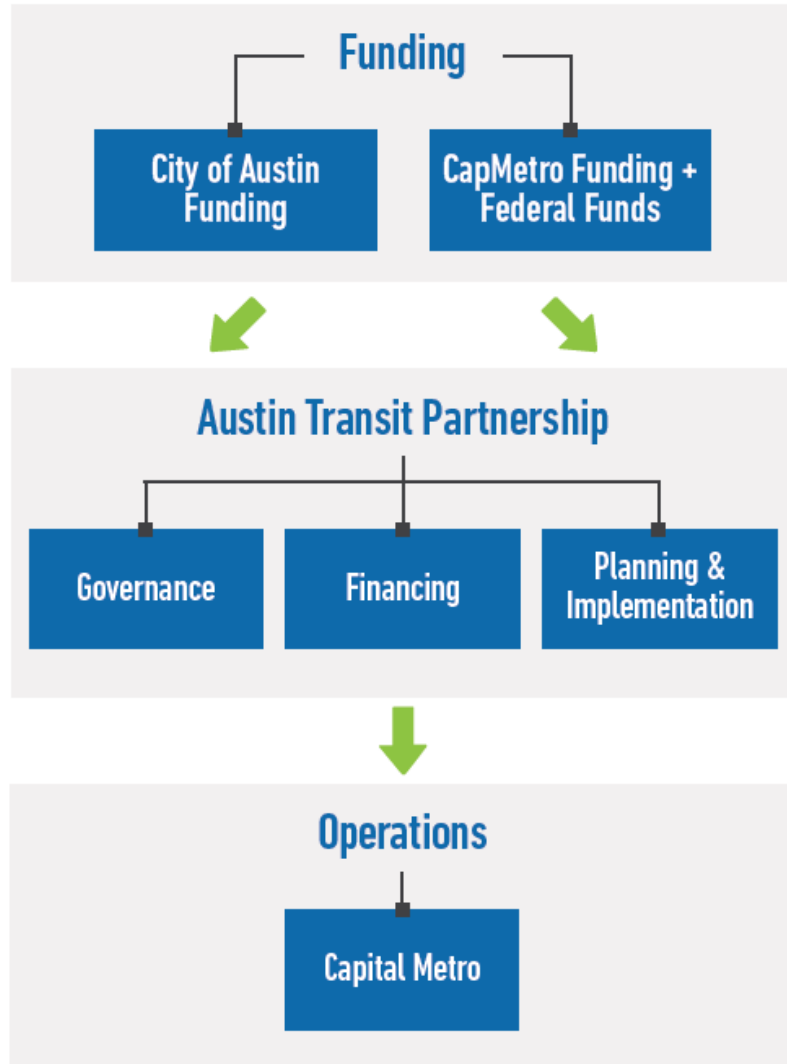 Funding
City of Austin
Funding
CapMetro Funding +
Federal Funds
Austin Transit Partnership
Governance
Financing
Planning &
Implementation
Operations
Capital Metro